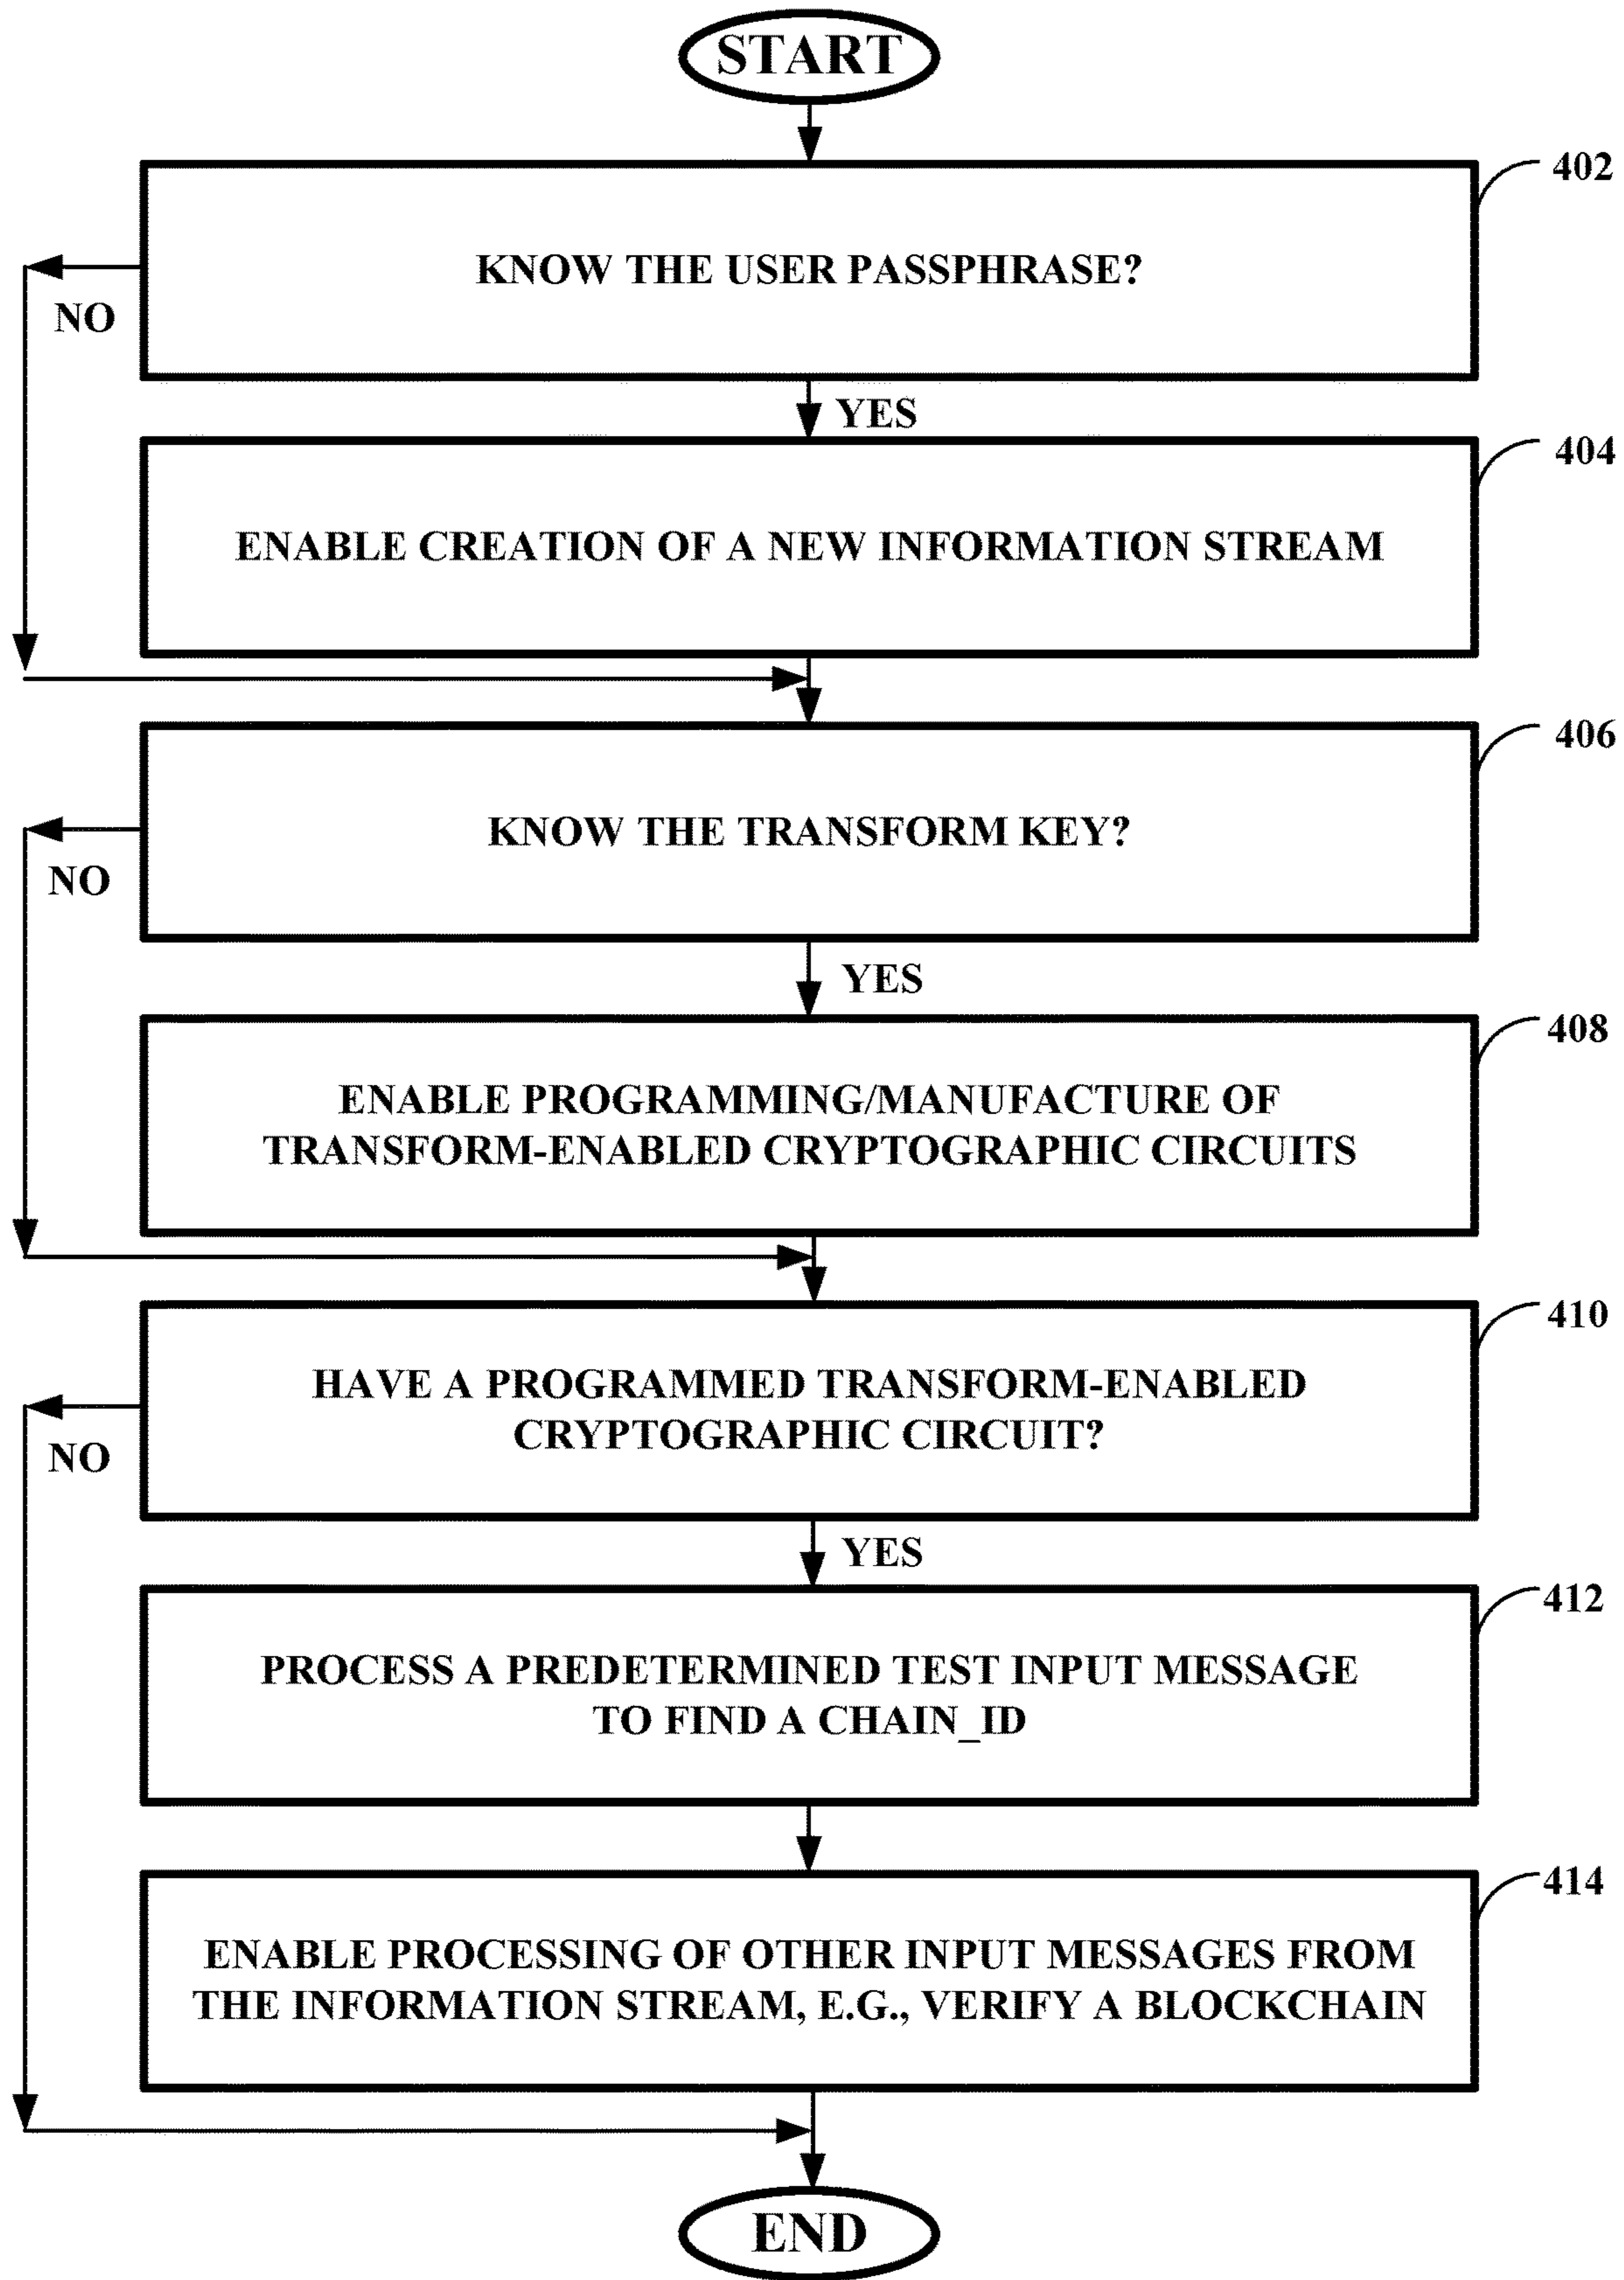 START
402
KNOW THE USER PASSPHRASE?
NO
YES
404
ENABLE CREATION OF A NEW INFORMATION STREAM
406
KNOW THE TRANSFORM KEY?
NO
YES
408
ENABLE PROGRAMMING/MANUFACTURE OF
TRANSFORM-ENABLED CRYPTOGRAPHIC CIRCUITS
410
HAVE A PROGRAMMED TRANSFORM-ENABLED
CRYPTOGRAPHIC CIRCUIT?
NO
YES
412
PROCESS A PREDETERMINED TEST INPUT MESSAGE
TO FIND A CHAIN_ID
414
ENABLE PROCESSING OF OTHER INPUT MESSAGES FROM
THE INFORMATION STREAM, E.G., VERIFY A BLOCKCHAIN
END